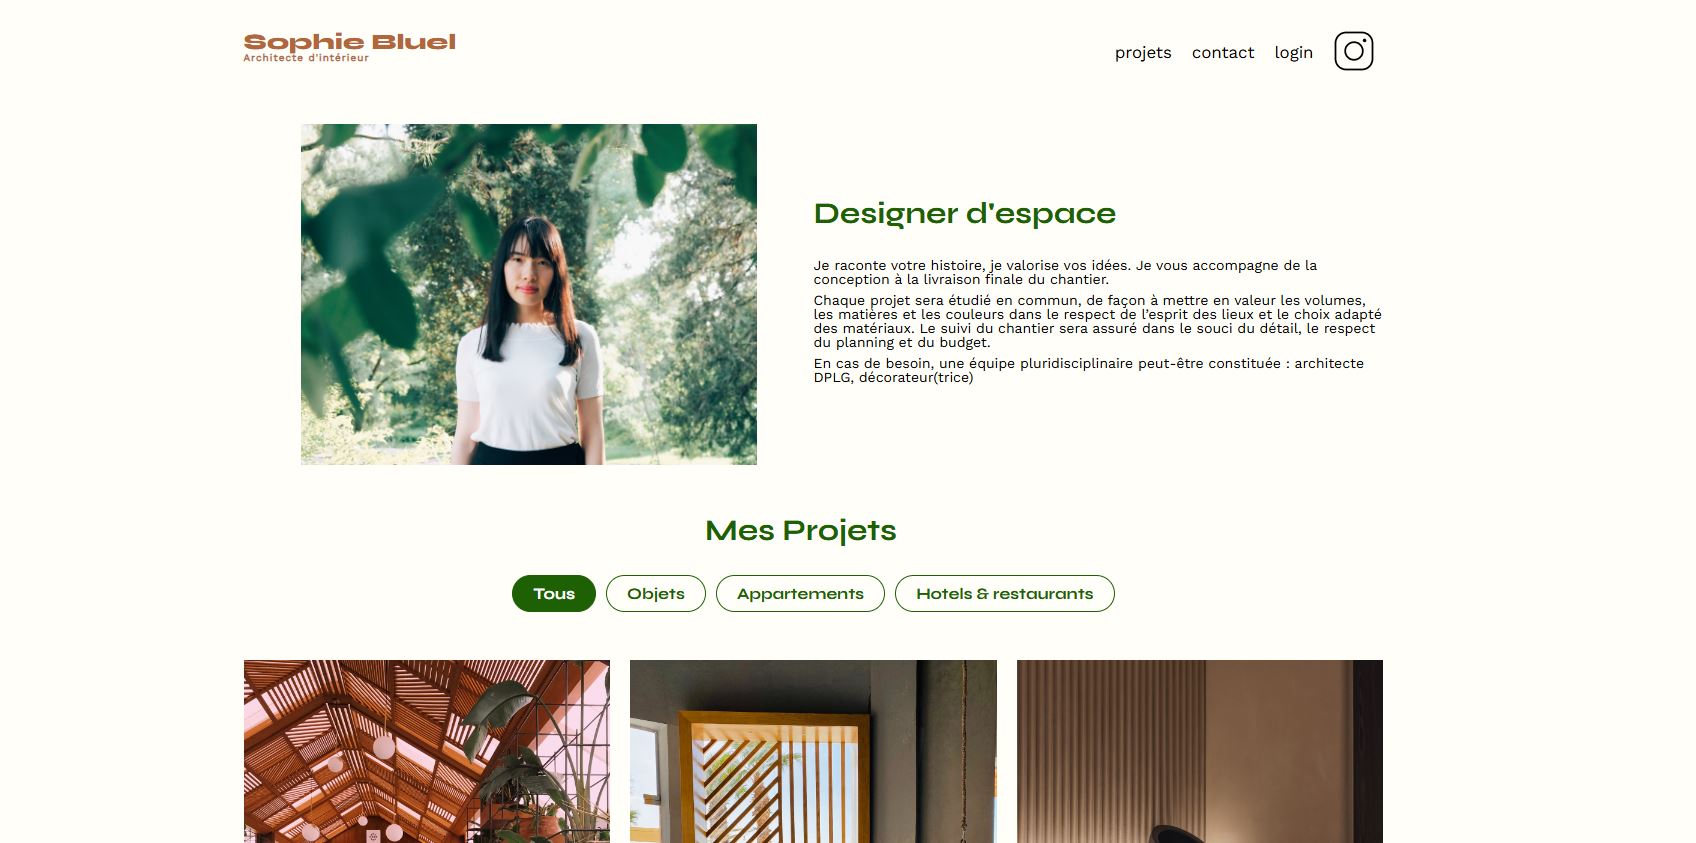 Sophie Bluel
Architecte d'intérieur
projets
contact
login
Designer d'espace
Je raconte votre histoire, je valorise vos idées. Je vous accompagne de la
conception à la livraison finale du chantier.
Chaque projet sera étudié en commun, de façon à mettre en valeur les volumes,
les matières et les couleurs dans le respect de l’esprit des lieux et le choix adapté
des matériaux. Le suivi du chantier sera assuré dans le souci du détail, le respect
du planning et du budget.
En cas de besoin, une équipe pluridisciplinaire peut-être constituée : architecte
DPLG, décorateur(trice)
Mes Projets
Tous
Objets
Appartements
Hotels & restaurants